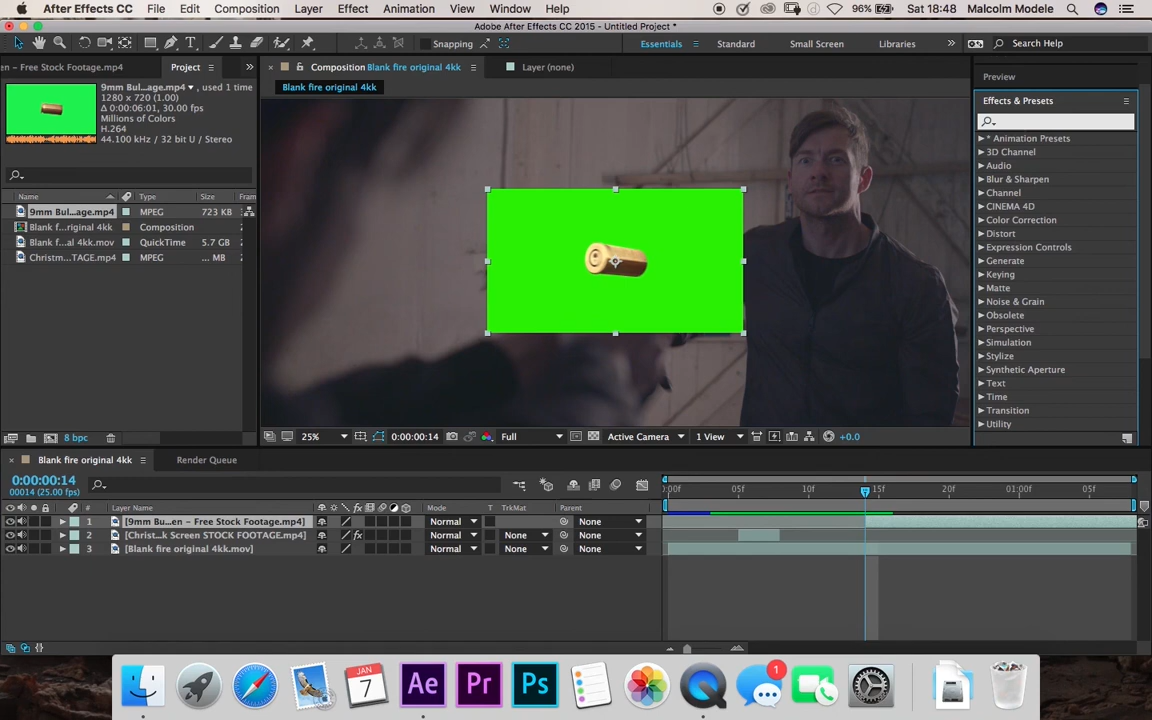 After Effects CC File Edit Composition Layer Effect Animation View Window Help 96% Sat 18:48 Malcolm Modele
Adobe After Effects CC 2015 - Untitled Project *
Snapping Essentials Standard Small Screen Libraries Search Help
en – Free Stock Footage.mp4) Project Composition Blank fire original 4kk Layer (none) Preview
Blank fire original 4kk
9mm Bul...age.mp4 , used 1 time
1280 x 720 (1.00)
Δ 0:00:06:01, 30.00 fps
Millions of Colors
H.264
44.100 kHz / 32 bit U / Stereo
Name Type Size Fram
9mm Bul...age.mp4 MPEG 723 KB
Blank f...riginal 4kk Composition
Blank f...al 4kk.mov QuickTime 5.7 GB
Christm...TAGE.mp4 MPEG ... MB
Effects & Presets
* Animation Presets
3D Channel
Audio
Blur & Sharpen
Channel
CINEMA 4D
Color Correction
Distort
Expression Controls
Generate
Keying
Matte
Noise & Grain
Obsolete
Perspective
Simulation
Stylize
Synthetic Aperture
Text
Time
Transition
Utility
8 bpc 25% 0:00:00:14 Full Active Camera 1 View +0.0
Blank fire original 4kk Render Queue
0:00:00:14
00014 (25.00 fps)
:00f 05f 10f 15f 20f 01:00f 05f
# Layer Name Mode T TrkMat Parent
1 [9mm Bu...en – Free Stock Footage.mp4] Normal None
2 [Christ...k Screen STOCK FOOTAGE.mp4] fx Normal None None
3 [Blank fire original 4kk.mov] Normal None None
JAN
7
Ae Pr Ps 1